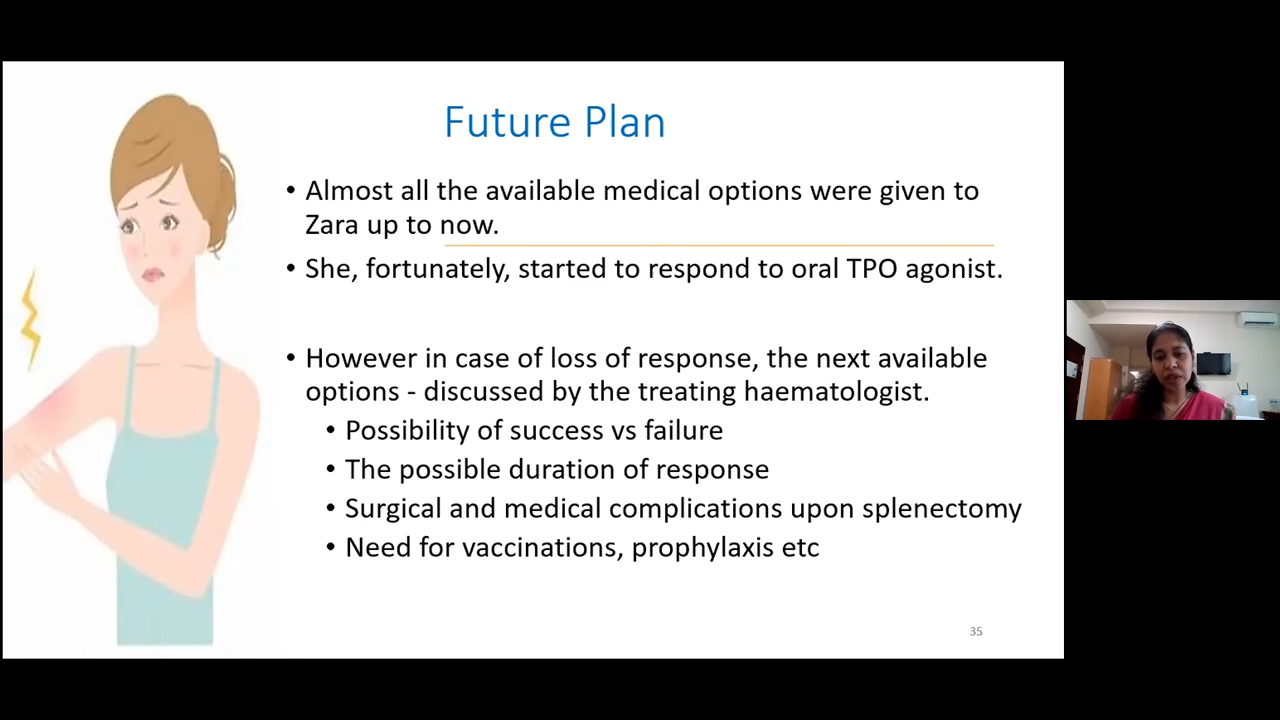 Future Plan
• Almost all the available medical options were given to
Zara up to now.
• She, fortunately, started to respond to oral TPO agonist.
• However in case of loss of response, the next available
options - discussed by the treating haematologist.
• Possibility of success vs failure
• The possible duration of response
• Surgical and medical complications upon splenectomy
• Need for vaccinations, prophylaxis etc
35